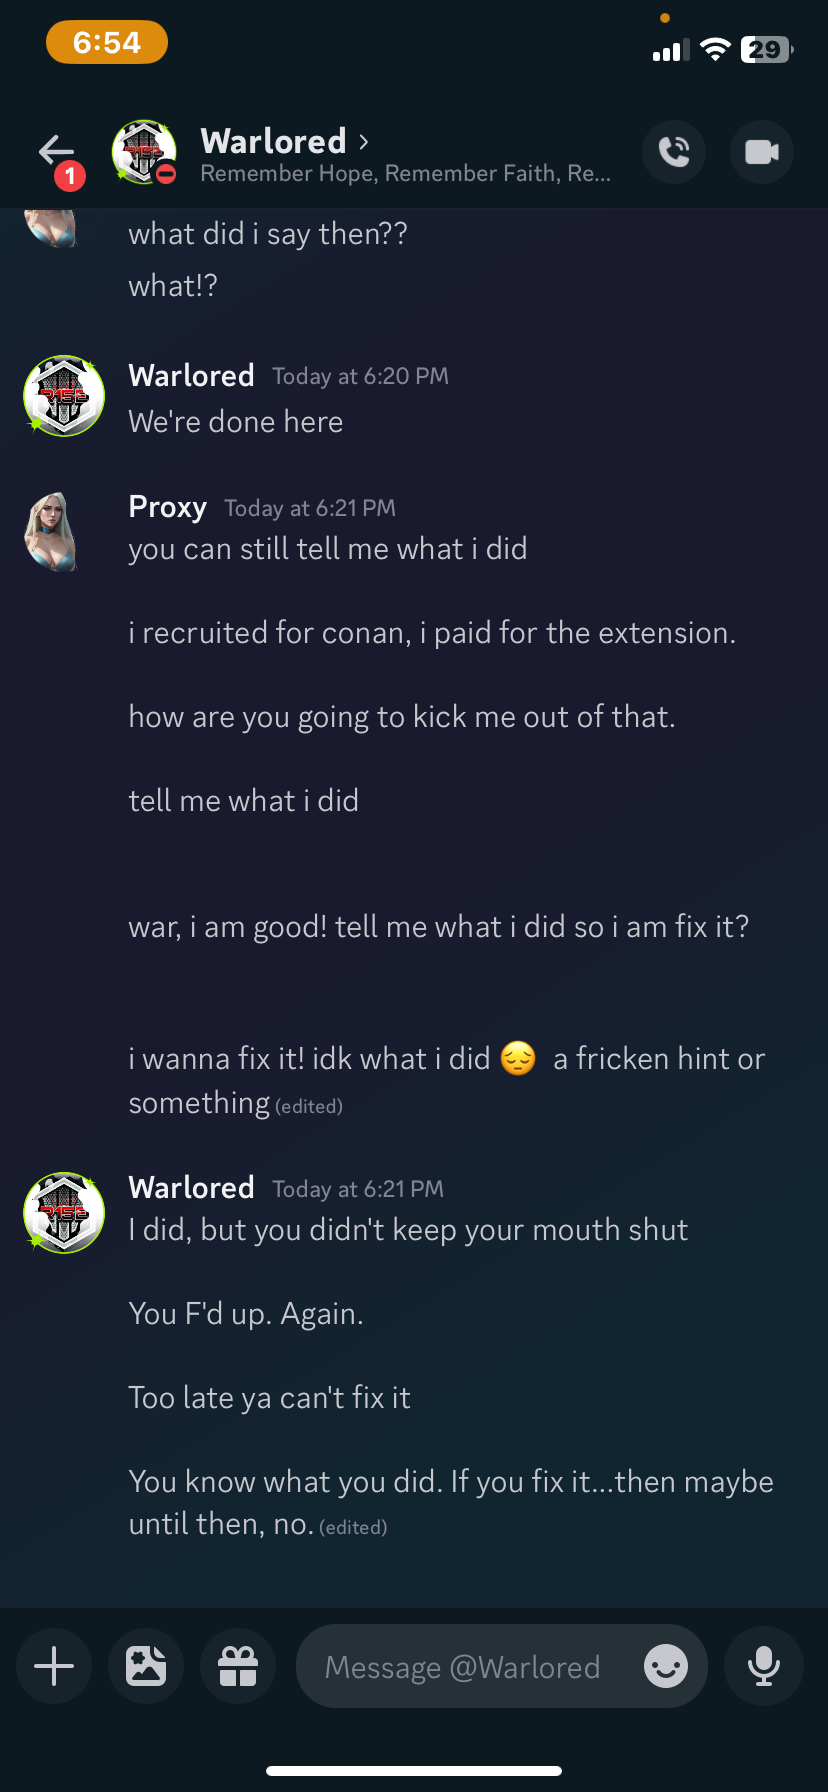 6:54
29
Warlored
Remember Hope, Remember Faith, Re...
1
what did i say then??
what!?
Warlored Today at 6:20 PM
We're done here
Proxy Today at 6:21 PM
you can still tell me what i did
i recruited for conan, i paid for the extension.
how are you going to kick me out of that.
tell me what i did
war, i am good! tell me what i did so i am fix it?
i wanna fix it! idk what i did 😔 a fricken hint or
something (edited)
Warlored Today at 6:21 PM
I did, but you didn't keep your mouth shut
You F'd up. Again.
Too late ya can't fix it
You know what you did. If you fix it...then maybe
until then, no. (edited)
Message @Warlored